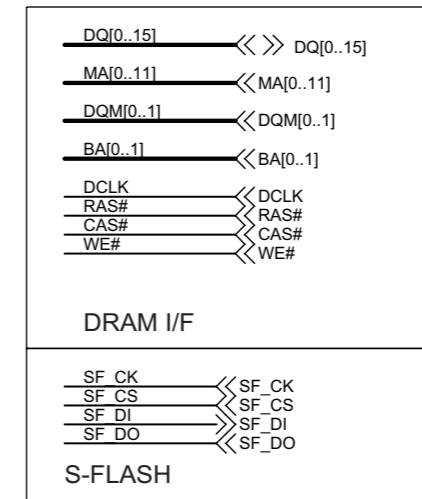 DQ[0..15] DQ[0..15]
MA[0..11] MA[0..11]
DQM[0..1] DQM[0..1]
BA[0..1] BA[0..1]
DCLK DCLK
RAS# RAS#
CAS# CAS#
WE# WE#
DRAM I/F
SF_CK SF_CK
SF_CS SF_CS
SF_DI SF_DI
SF_DO SF_DO
S-FLASH